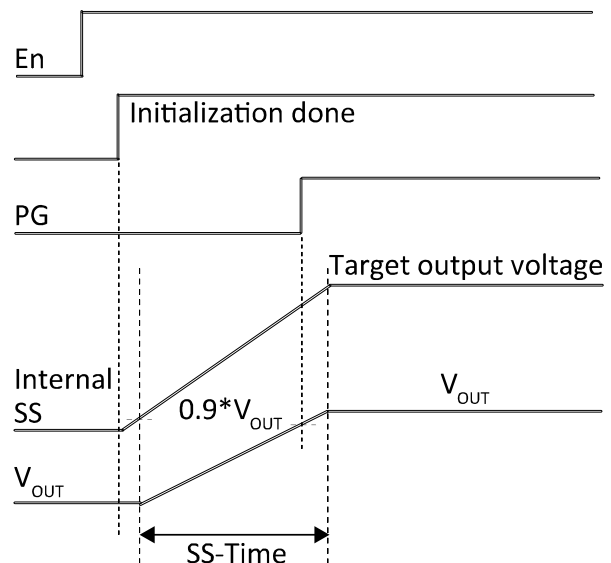 En
Initialization done
PG
Target output voltage
Internal
SS
0.9*VOUT
VOUT
VOUT
SS-Time